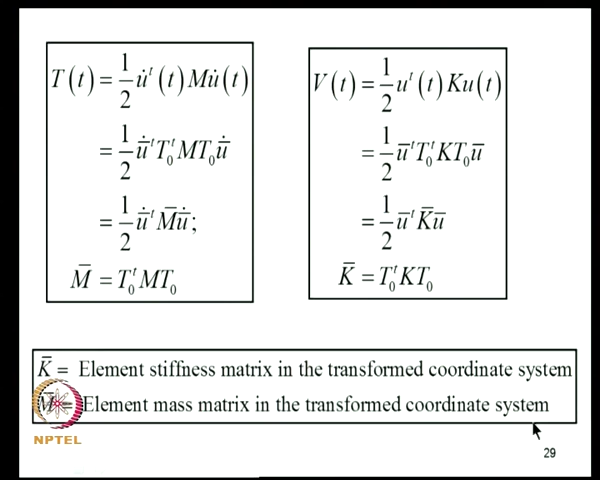 T(t) = 1/2 u̇ᵗ(t) M u̇(t)
= 1/2 u̅̇ᵗ T₀ᵗ M T₀ u̅̇
= 1/2 u̅̇ᵗ M̅ u̅̇;
M̅ = T₀ᵗ M T₀
V(t) = 1/2 uᵗ(t) K u(t)
= 1/2 u̅ᵗ T₀ᵗ K T₀ u̅
= 1/2 u̅ᵗ K̅ u̅
K̅ = T₀ᵗ K T₀
K̅ = Element stiffness matrix in the transformed coordinate system
M̅ = Element mass matrix in the transformed coordinate system
NPTEL
29